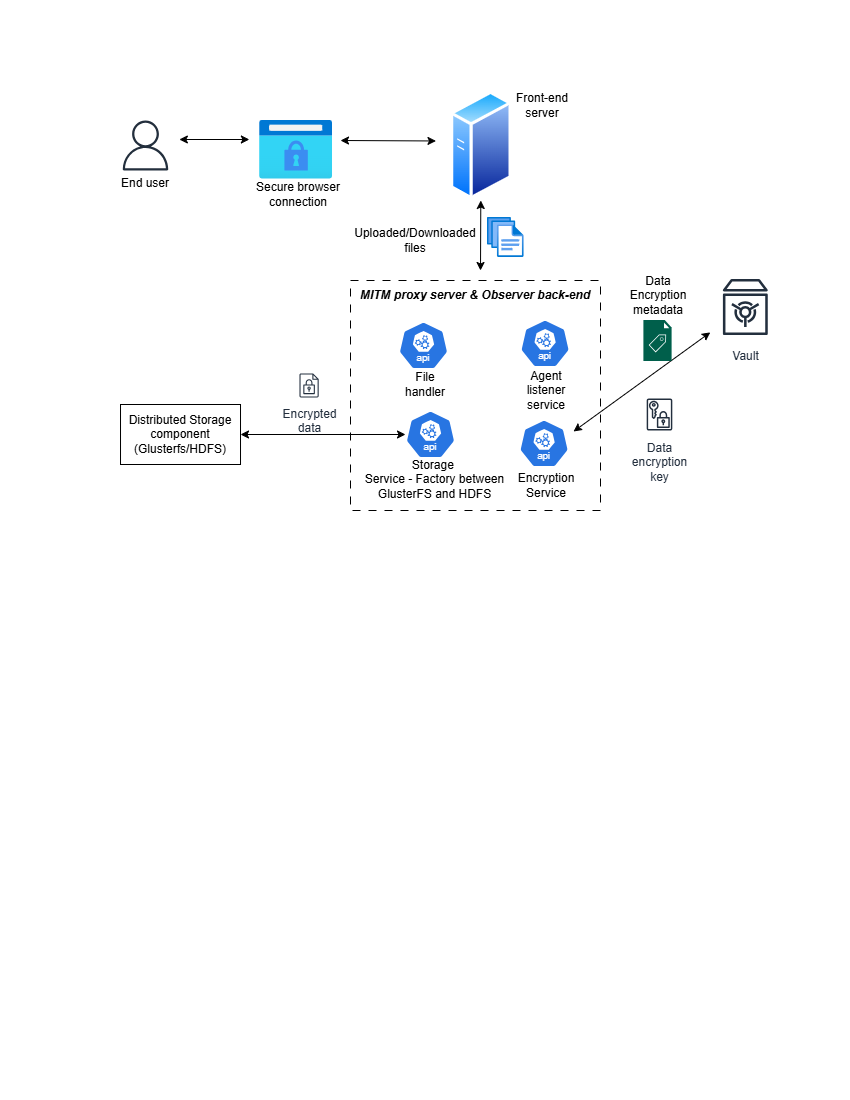 Front-end
server
End user
Secure browser
connection
Uploaded/Downloaded
files
MITM proxy server & Observer back-end
Data
Encryption
metadata
Vault
api
File
handler
api
Agent
listener
service
Encrypted
data
Distributed Storage
component
(Glusterfs/HDFS)
api
Storage
Service - Factory between
GlusterFS and HDFS
api
Encryption
Service
Data
encryption
key